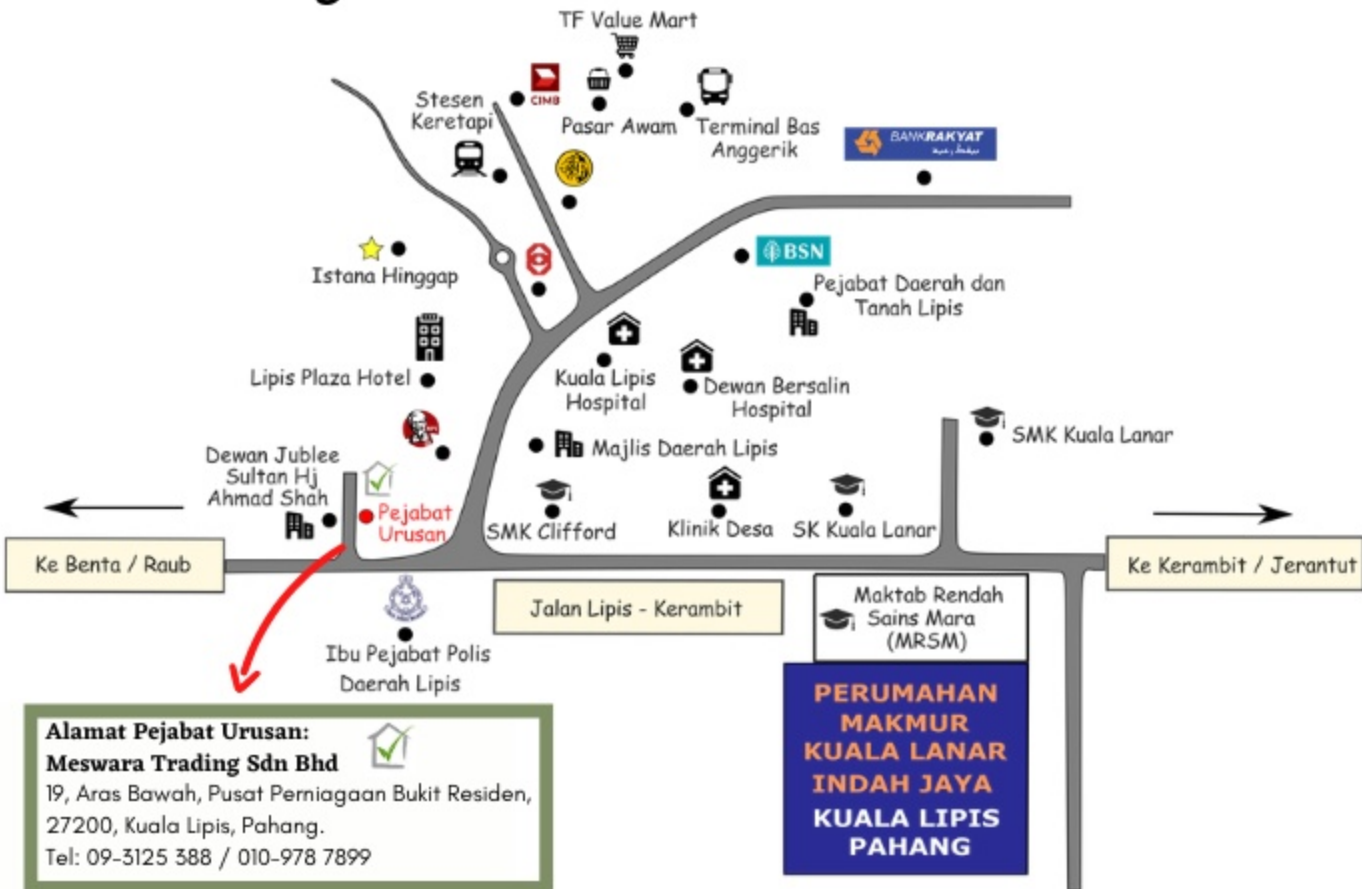 TF Value Mart
CIMB
Stesen
Keretapi
Pasar Awam
Terminal Bas
Anggerik
BANKRAKYAT
Istana Hinggap
BSN
Pejabat Daerah dan
Tanah Lipis
Lipis Plaza Hotel
Kuala Lipis
Hospital
Dewan Bersalin
Hospital
Majlis Daerah Lipis
SMK Kuala Lanar
Dewan Jublee
Sultan Hj
Ahmad Shah
Pejabat
Urusan
SMK Clifford
Klinik Desa
SK Kuala Lanar
Ke Benta / Raub
Ke Kerambit / Jerantut
Jalan Lipis - Kerambit
Maktab Rendah
Sains Mara
(MRSM)
Ibu Pejabat Polis
Daerah Lipis
PERUMAHAN
MAKMUR
KUALA LANAR
INDAH JAYA
KUALA LIPIS
PAHANG
Alamat Pejabat Urusan:
Meswara Trading Sdn Bhd
19, Aras Bawah, Pusat Perniagaan Bukit Residen,
27200, Kuala Lipis, Pahang.
Tel: 09-3125 388 / 010-978 7899